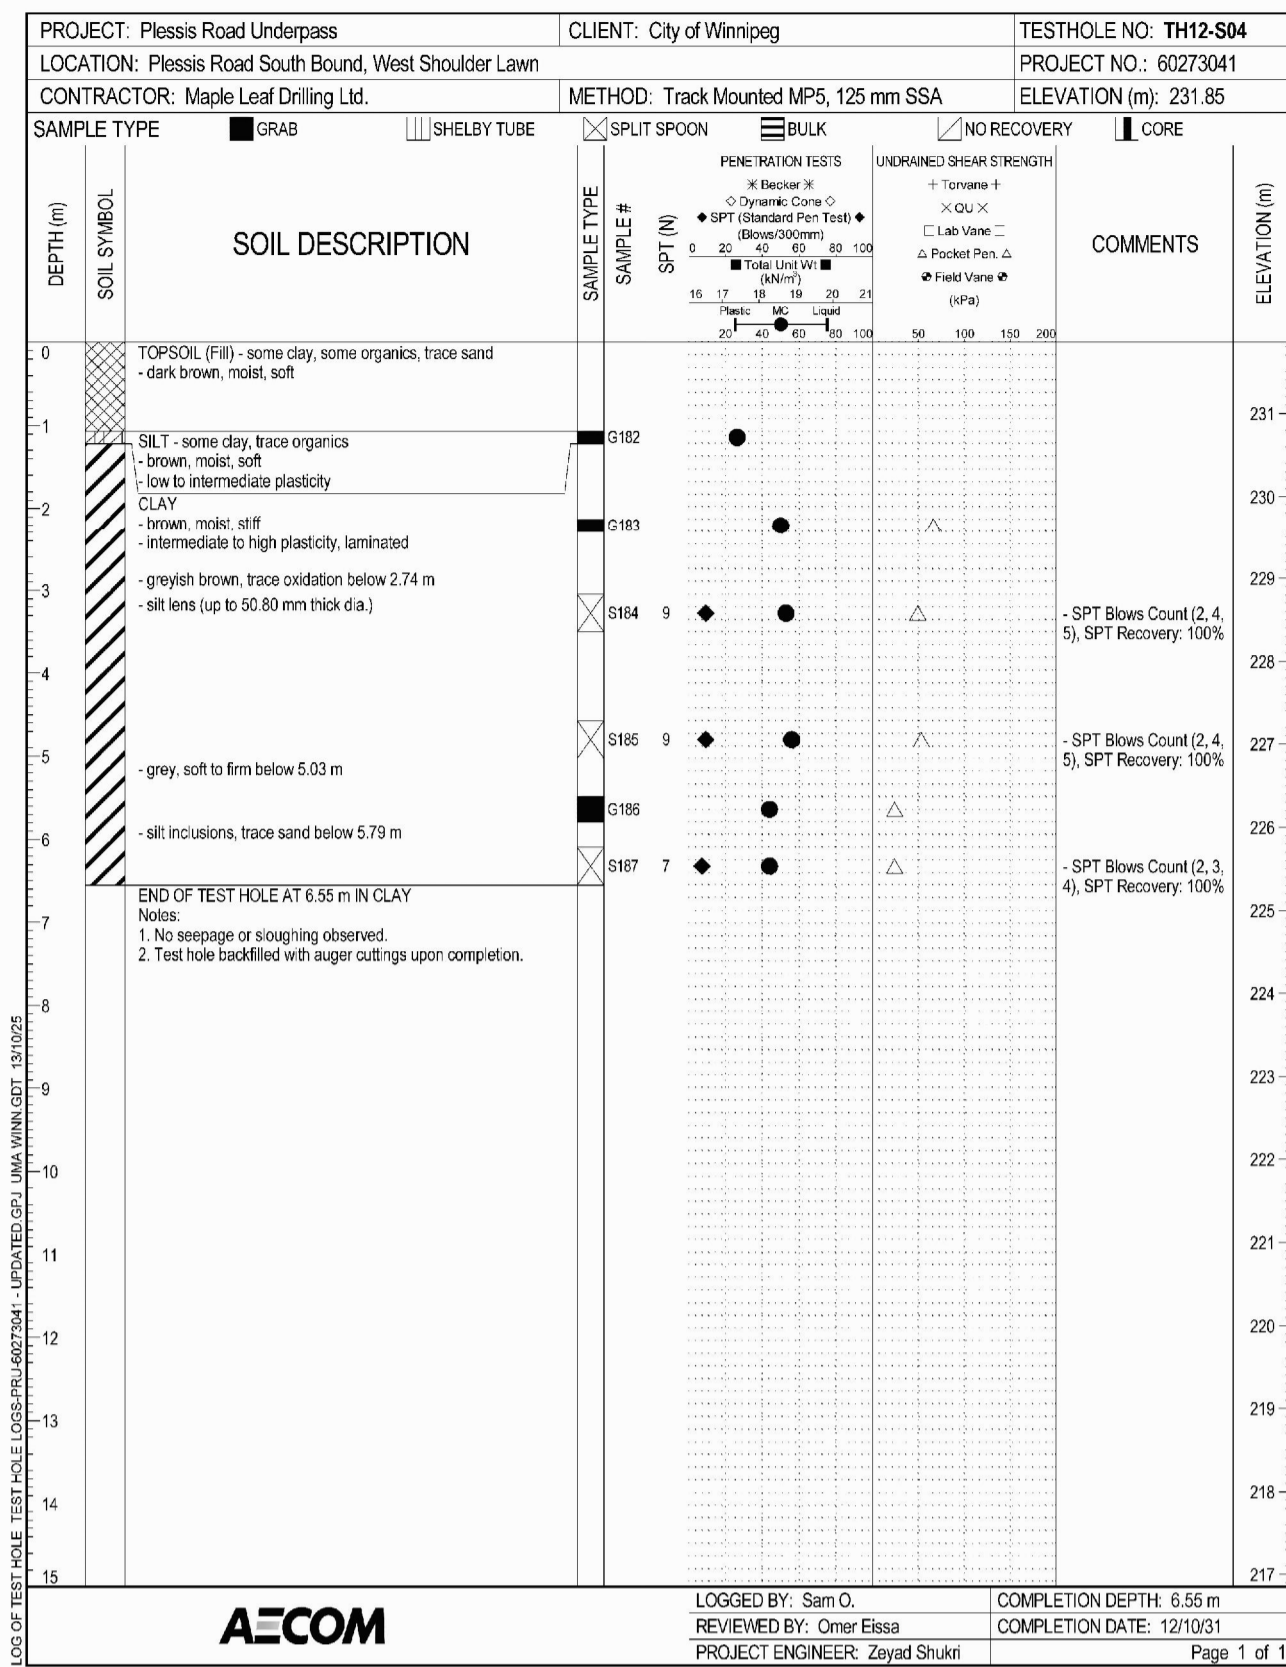 PROJECT: Plessis Road Underpass CLIENT: City of Winnipeg TESTHOLE NO: TH12-S04
LOCATION: Plessis Road South Bound, West Shoulder Lawn PROJECT NO.: 60273041
CONTRACTOR: Maple Leaf Drilling Ltd. METHOD: Track Mounted MP5, 125 mm SSA ELEVATION (m): 231.85
SAMPLE TYPE GRAB SHELBY TUBE SPLIT SPOON BULK NO RECOVERY CORE
DEPTH (m)
SOIL SYMBOL
SOIL DESCRIPTION
SAMPLE TYPE
SAMPLE #
SPT (N)
PENETRATION TESTS
Becker
Dynamic Cone
SPT (Standard Pen Test)
(Blows/300mm)
0 20 40 60 80 100
Total Unit Wt
(kN/m³)
16 17 18 19 20 21
Plastic MC Liquid
20 40 60 80 100
UNDRAINED SHEAR STRENGTH
+ Torvane +
QU
Lab Vane
Pocket Pen.
Field Vane
(kPa)
50 100 150 200
COMMENTS
ELEVATION (m)
0
TOPSOIL (Fill) - some clay, some organics, trace sand
- dark brown, moist, soft
231
1
SILT - some clay, trace organics G182
- brown, moist, soft
- low to intermediate plasticity
230
CLAY
2
- brown, moist, stiff G183
- intermediate to high plasticity, laminated
- greyish brown, trace oxidation below 2.74 m 229
3
- silt lens (up to 50.80 mm thick dia.)
S184 9 - SPT Blows Count (2, 4,
5), SPT Recovery: 100%
228
4
S185 9 - SPT Blows Count (2, 4,
5), SPT Recovery: 100%
227
5
- grey, soft to firm below 5.03 m
G186
226
- silt inclusions, trace sand below 5.79 m
6
S187 7 - SPT Blows Count (2, 3,
4), SPT Recovery: 100%
END OF TEST HOLE AT 6.55 m IN CLAY
225
Notes:
7
1. No seepage or sloughing observed.
2. Test hole backfilled with auger cuttings upon completion.
224
8
223
9
222
10
221
11
220
12
219
13
218
14
217
15
LOG OF TEST HOLE TEST HOLE LOGS-PRU-60273041 - UPDATED.GPJ UMA WINN.GDT 13/10/25
AECOM
LOGGED BY: Sam O. COMPLETION DEPTH: 6.55 m
REVIEWED BY: Omer Eissa COMPLETION DATE: 12/10/31
PROJECT ENGINEER: Zeyad Shukri Page 1 of 1